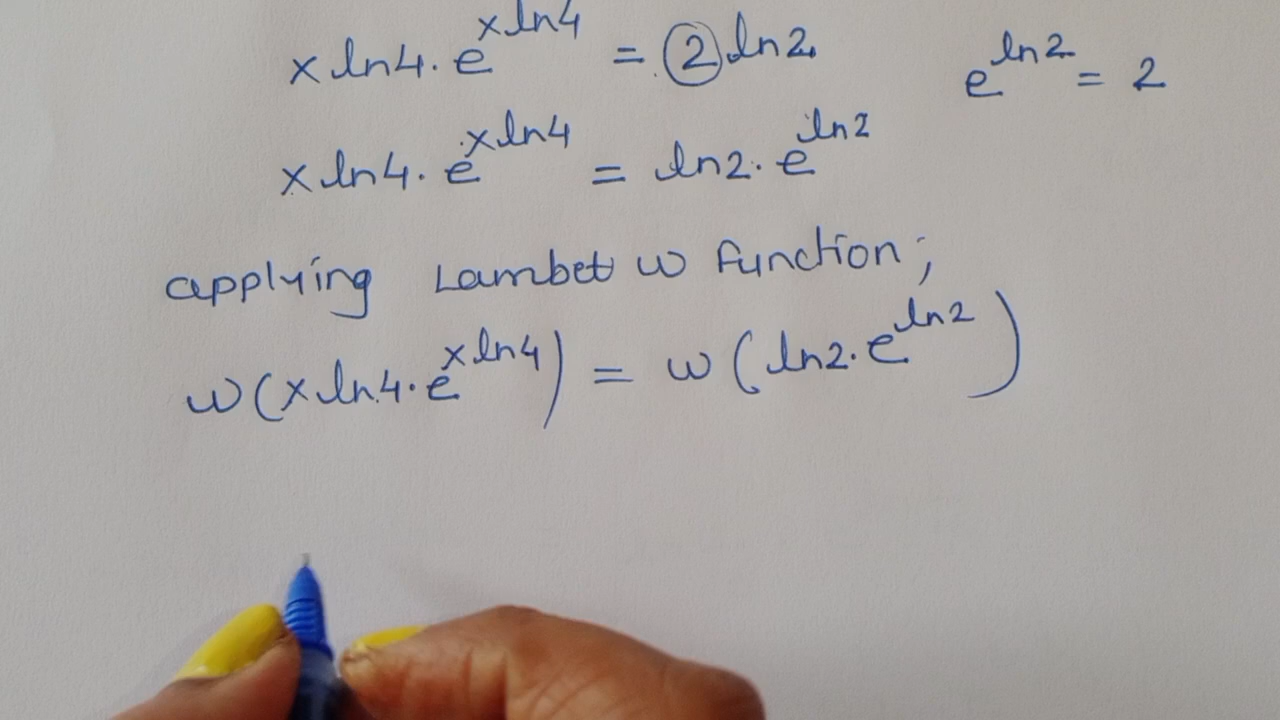 x ln4 · e^(x ln4) = 2 ln2
e^(ln2) = 2
x ln4 · e^(x ln4) = ln2 · e^(ln2)
applying Lambet w function;
w(x ln4 · e^(x ln4)) = w(ln2 · e^(ln2))